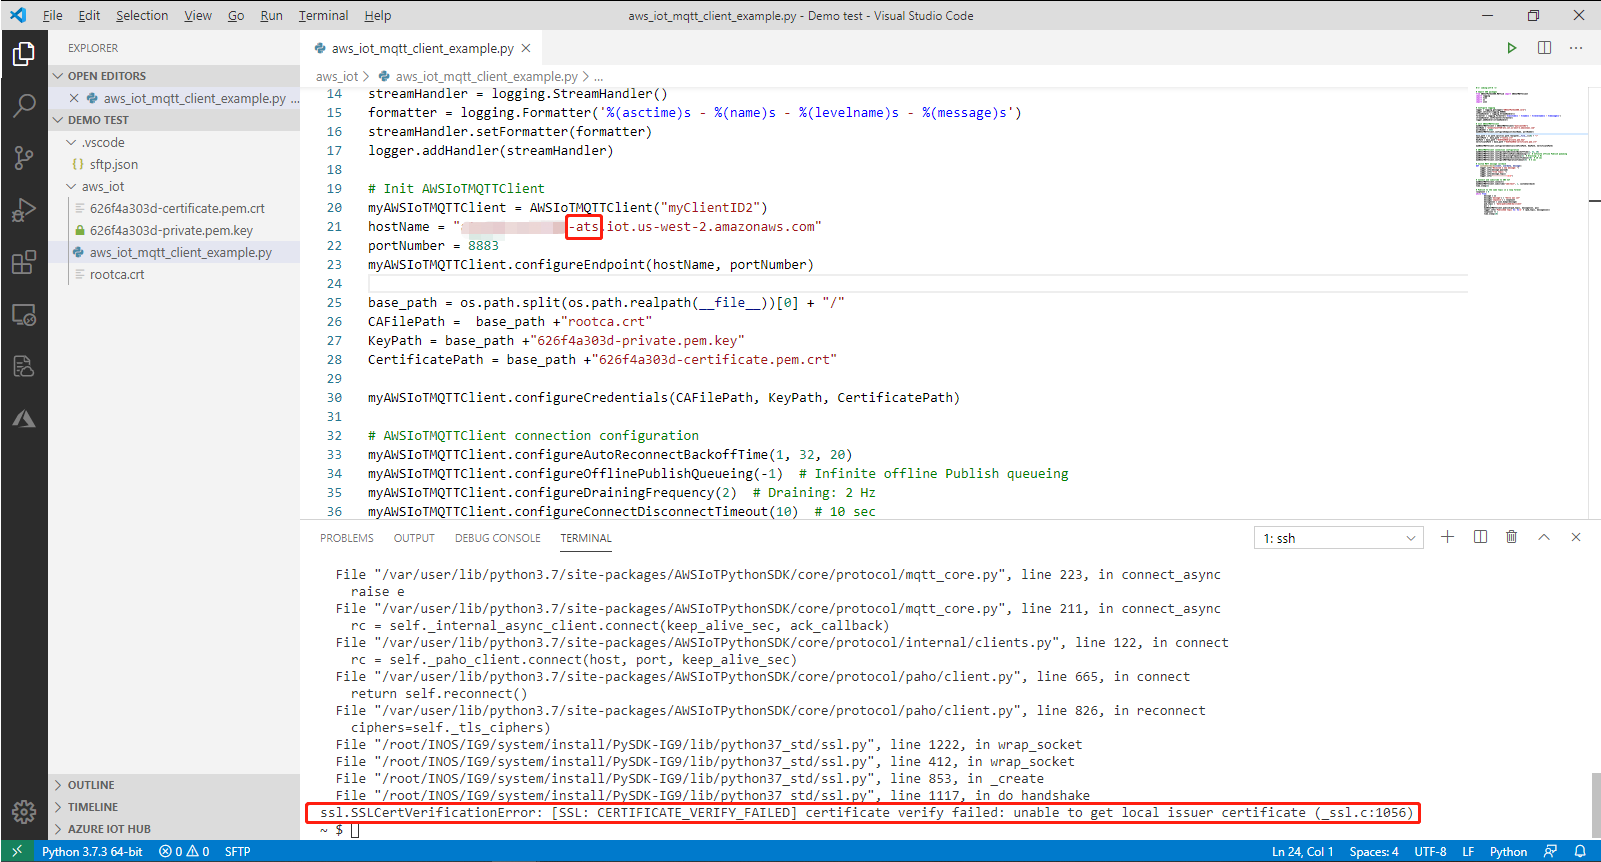 File Edit Selection View Go Run Terminal Help
aws_iot_mqtt_client_example.py - Demo test - Visual Studio Code
EXPLORER
OPEN EDITORS
aws_iot_mqtt_client_example.py ...
DEMO TEST
.vscode
{} sftp.json
aws_iot
626f4a303d-certificate.pem.crt
626f4a303d-private.pem.key
aws_iot_mqtt_client_example.py
rootca.crt
OUTLINE
TIMELINE
AZURE IOT HUB
aws_iot_mqtt_client_example.py
aws_iot > aws_iot_mqtt_client_example.py > ...
14 streamHandler = logging.StreamHandler()
15 formatter = logging.Formatter('%(asctime)s - %(name)s - %(levelname)s - %(message)s')
16 streamHandler.setFormatter(formatter)
17 logger.addHandler(streamHandler)
18
19 # Init AWSIoTMQTTClient
20 myAWSIoTMQTTClient = AWSIoTMQTTClient("myClientID2")
21 hostName = " -ats.iot.us-west-2.amazonaws.com"
22 portNumber = 8883
23 myAWSIoTMQTTClient.configureEndpoint(hostName, portNumber)
24
25 base_path = os.path.split(os.path.realpath(__file__))[0] + "/"
26 CAFilePath =  base_path +"rootca.crt"
27 KeyPath = base_path +"626f4a303d-private.pem.key"
28 CertificatePath = base_path +"626f4a303d-certificate.pem.crt"
29
30 myAWSIoTMQTTClient.configureCredentials(CAFilePath, KeyPath, CertificatePath)
31
32 # AWSIoTMQTTClient connection configuration
33 myAWSIoTMQTTClient.configureAutoReconnectBackoffTime(1, 32, 20)
34 myAWSIoTMQTTClient.configureOfflinePublishQueueing(-1)  # Infinite offline Publish queueing
35 myAWSIoTMQTTClient.configureDrainingFrequency(2)  # Draining: 2 Hz
36 myAWSIoTMQTTClient.configureConnectDisconnectTimeout(10)  # 10 sec
PROBLEMS OUTPUT DEBUG CONSOLE TERMINAL
1: ssh
File "/var/user/lib/python3.7/site-packages/AWSIoTPythonSDK/core/protocol/mqtt_core.py", line 223, in connect_async
raise e
File "/var/user/lib/python3.7/site-packages/AWSIoTPythonSDK/core/protocol/mqtt_core.py", line 211, in connect_async
rc = self._internal_async_client.connect(keep_alive_sec, ack_callback)
File "/var/user/lib/python3.7/site-packages/AWSIoTPythonSDK/core/protocol/internal/clients.py", line 122, in connect
rc = self._paho_client.connect(host, port, keep_alive_sec)
File "/var/user/lib/python3.7/site-packages/AWSIoTPythonSDK/core/protocol/paho/client.py", line 665, in connect
return self.reconnect()
File "/var/user/lib/python3.7/site-packages/AWSIoTPythonSDK/core/protocol/paho/client.py", line 826, in reconnect
ciphers=self._tls_ciphers)
File "/root/INOS/IG9/system/install/PySDK-IG9/lib/python37_std/ssl.py", line 1222, in wrap_socket
File "/root/INOS/IG9/system/install/PySDK-IG9/lib/python37_std/ssl.py", line 412, in wrap_socket
File "/root/INOS/IG9/system/install/PySDK-IG9/lib/python37_std/ssl.py", line 853, in _create
File "/root/INOS/IG9/system/install/PySDK-IG9/lib/python37_std/ssl.py", line 1117, in do_handshake
ssl.SSLCertVerificationError: [SSL: CERTIFICATE_VERIFY_FAILED] certificate verify failed: unable to get local issuer certificate (_ssl.c:1056)
~ $
Python 3.7.3 64-bit 0 0 SFTP Ln 24, Col 1 Spaces: 4 UTF-8 LF Python